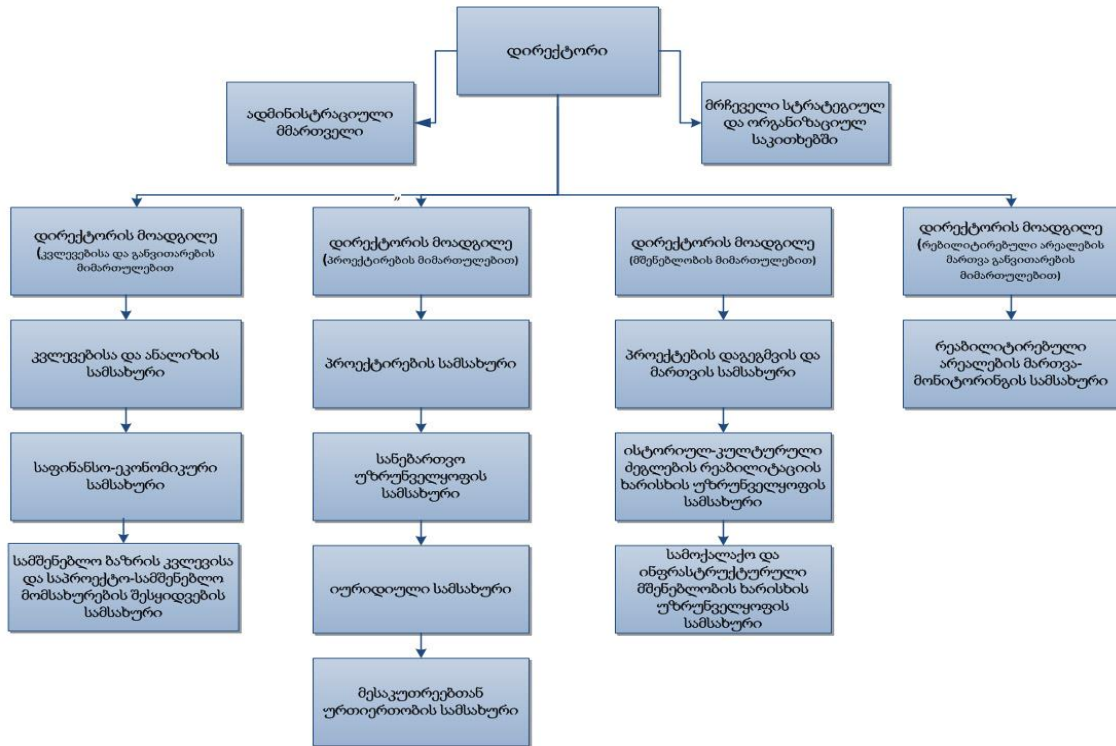 დირექტორი
ადმინისტრაციული
მმართველი
მრჩეველი სტრატეგიულ
და ორგანიზაციულ
საკითხებში
„
დირექტორის მოადგილე
(კვლევებისა და განვითარების
მიმართულებით
დირექტორის მოადგილე
(პროექტირების მიმართულებით)
დირექტორის მოადგილე
(მშენებლობის მიმართულებით)
დირექტორის მოადგილე
(რებილიტირებული არეალების
მართვა განვითარების
მიმართულებით)
კვლევებისა და ანალიზის
სამსახური
პროექტირების სამსახური
პროექტების დაგეგმვის და
მართვის სამსახური
რეაბილიტირებული
არეალების მართვა-
მონიტორინგის სამსახური
საფინანსო-ეკონომიკური
სამსახური
სანებართვო
უზრუნველყოფის
სამსახური
ისტორიულ-კულტურული
ძეგლების რეაბილიტაციის
ხარისხის უზრუნველყოფის
სამსახური
სამშენებლო ბაზრის კვლევისა
და საპროექტო-სამშენებლო
მომსახურების შესყიდვების
სამსახური
იურიდიული სამსახური
სამოქალაქო და
ინფრასტრუქტურული
მშენებლობის ხარისხის
უზრუნველყოფის
სამსახური
მესაკუთრეებთან
ურთიერთობის სამსახური